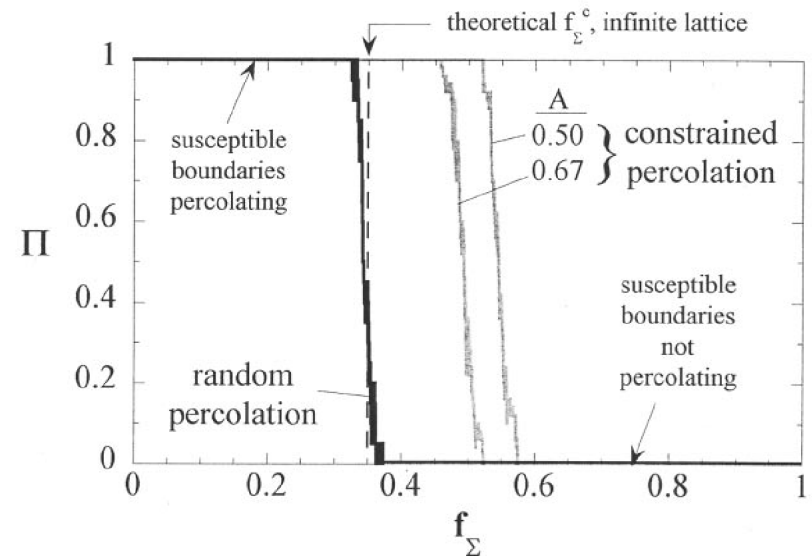 theoretical f_Σ^c, infinite lattice
1
0.8
0.6
0.4
0.2
0
Π
susceptible
boundaries
percolating
A
0.50
0.67
} constrained
percolation
susceptible
boundaries
not
percolating
random
percolation
0
0.2
0.4
0.6
0.8
1
f_Σ